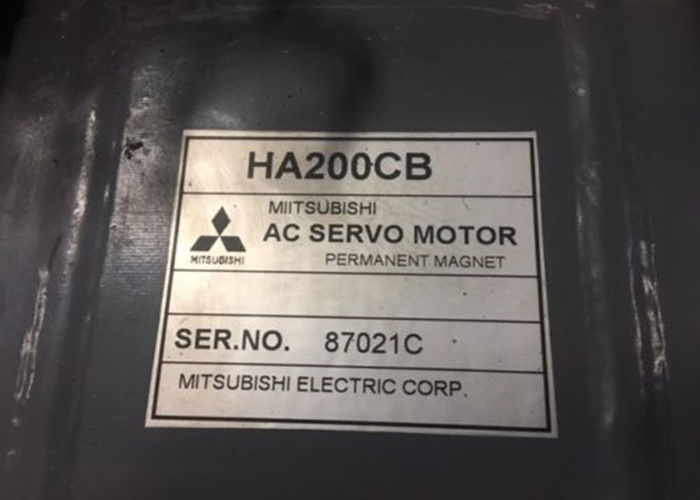 HA200CB
MIITSUBISHI
AC SERVO MOTOR
MITSUBISHI
PERMANENT MAGNET
SER.NO. 87021C
MITSUBISHI ELECTRIC CORP.